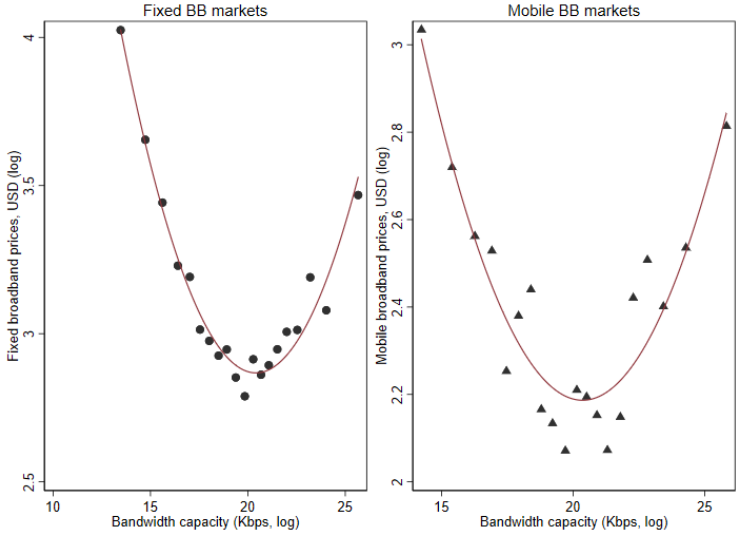 Fixed BB markets
Fixed broadband prices, USD (log)
4
3.5
3
2.5
10 15 20 25
Bandwidth capacity (Kbps, log)
Mobile BB markets
Mobile broadband prices, USD (log)
3
2.8
2.6
2.4
2.2
2
15 20 25
Bandwidth capacity (Kbps, log)